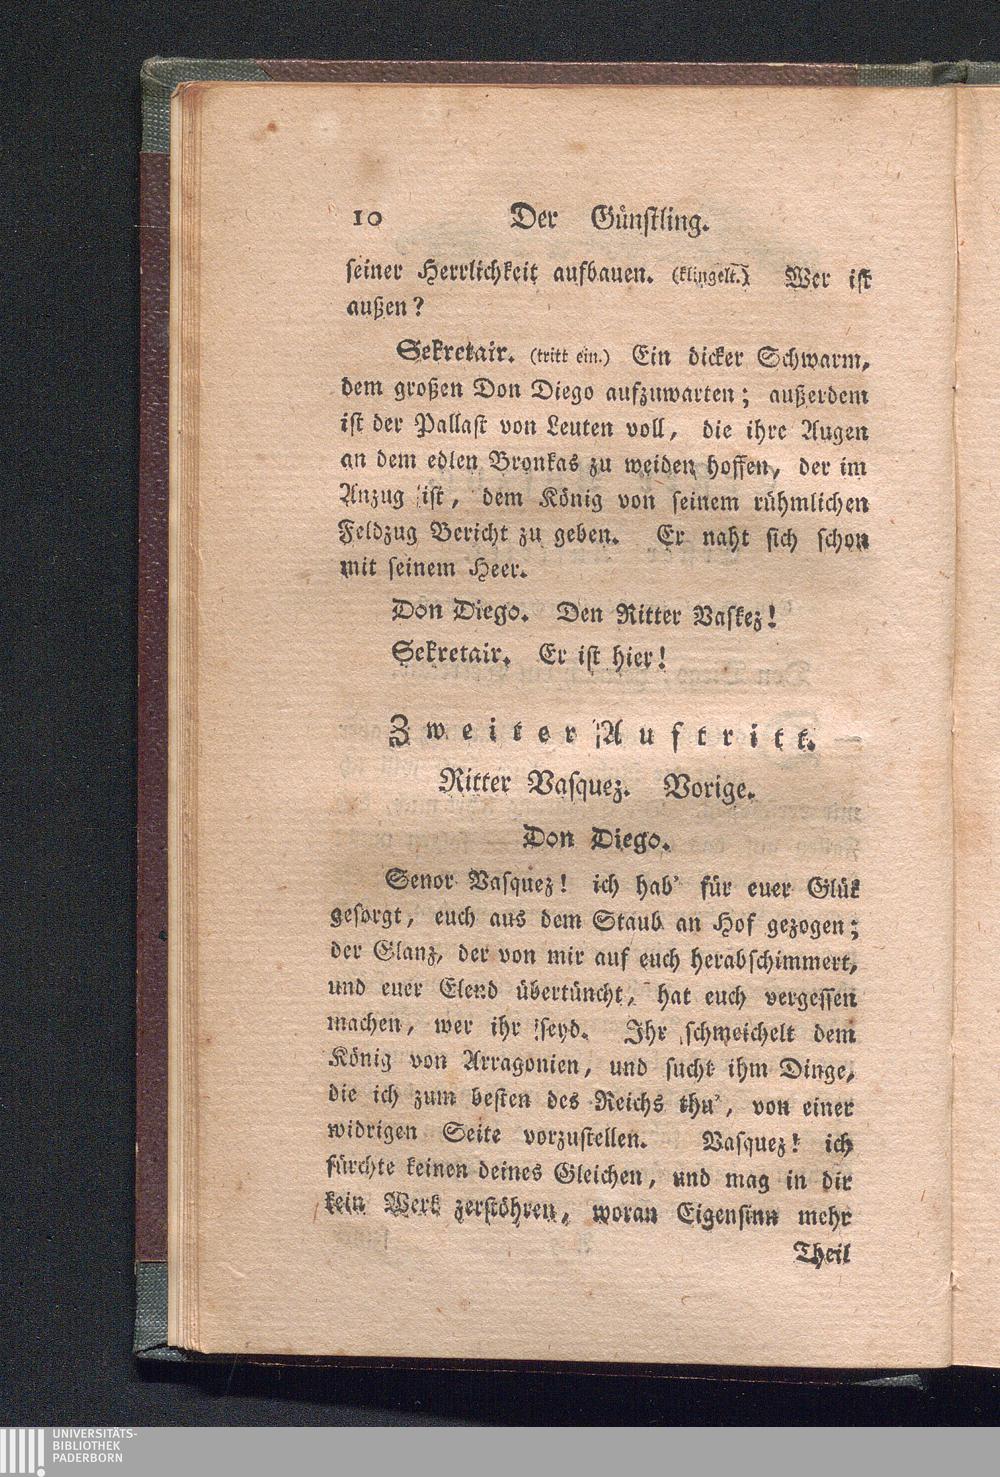 10 Der Günstling.
seiner Herrlichkeit aufbauen. (klingelt.) Wer ist
außen?
Sekretair. (tritt ein.) Ein dicker Schwarm,
dem großen Don Diego aufzuwarten; außerdem
ist der Pallast von Leuten voll, die ihre Augen
an dem edlen Bronkas zu weiden hoffen, der im
Anzug ist, dem König von seinem rühmlichen
Feldzug Bericht zu geben. Er naht sich schon
mit seinem Heer.
Don Diego. Den Ritter Vaskez!
Sekretair. Er ist hier!
Zweiter Auftritt.
Ritter Vasquez. Vorige.
Don Diego.
Senor Vasquez! ich hab' für euer Glük
gesorgt, euch aus dem Staub an Hof gezogen;
der Glanz, der von mir auf euch herabschimmert,
und euer Elend übertüncht, hat euch vergessen
machen, wer ihr seyd. Ihr schmeichelt dem
König von Arragonien, und sucht ihm Dinge,
die ich zum besten des Reichs thu', von einer
widrigen Seite vorzustellen. Vasquez! ich
fürchte keinen deines Gleichen, und mag in dir
kein Werk zerstöhren, woran Eigensinn mehr
Theil
UNIVERSITÄTS-
BIBLIOTHEK
PADERBORN